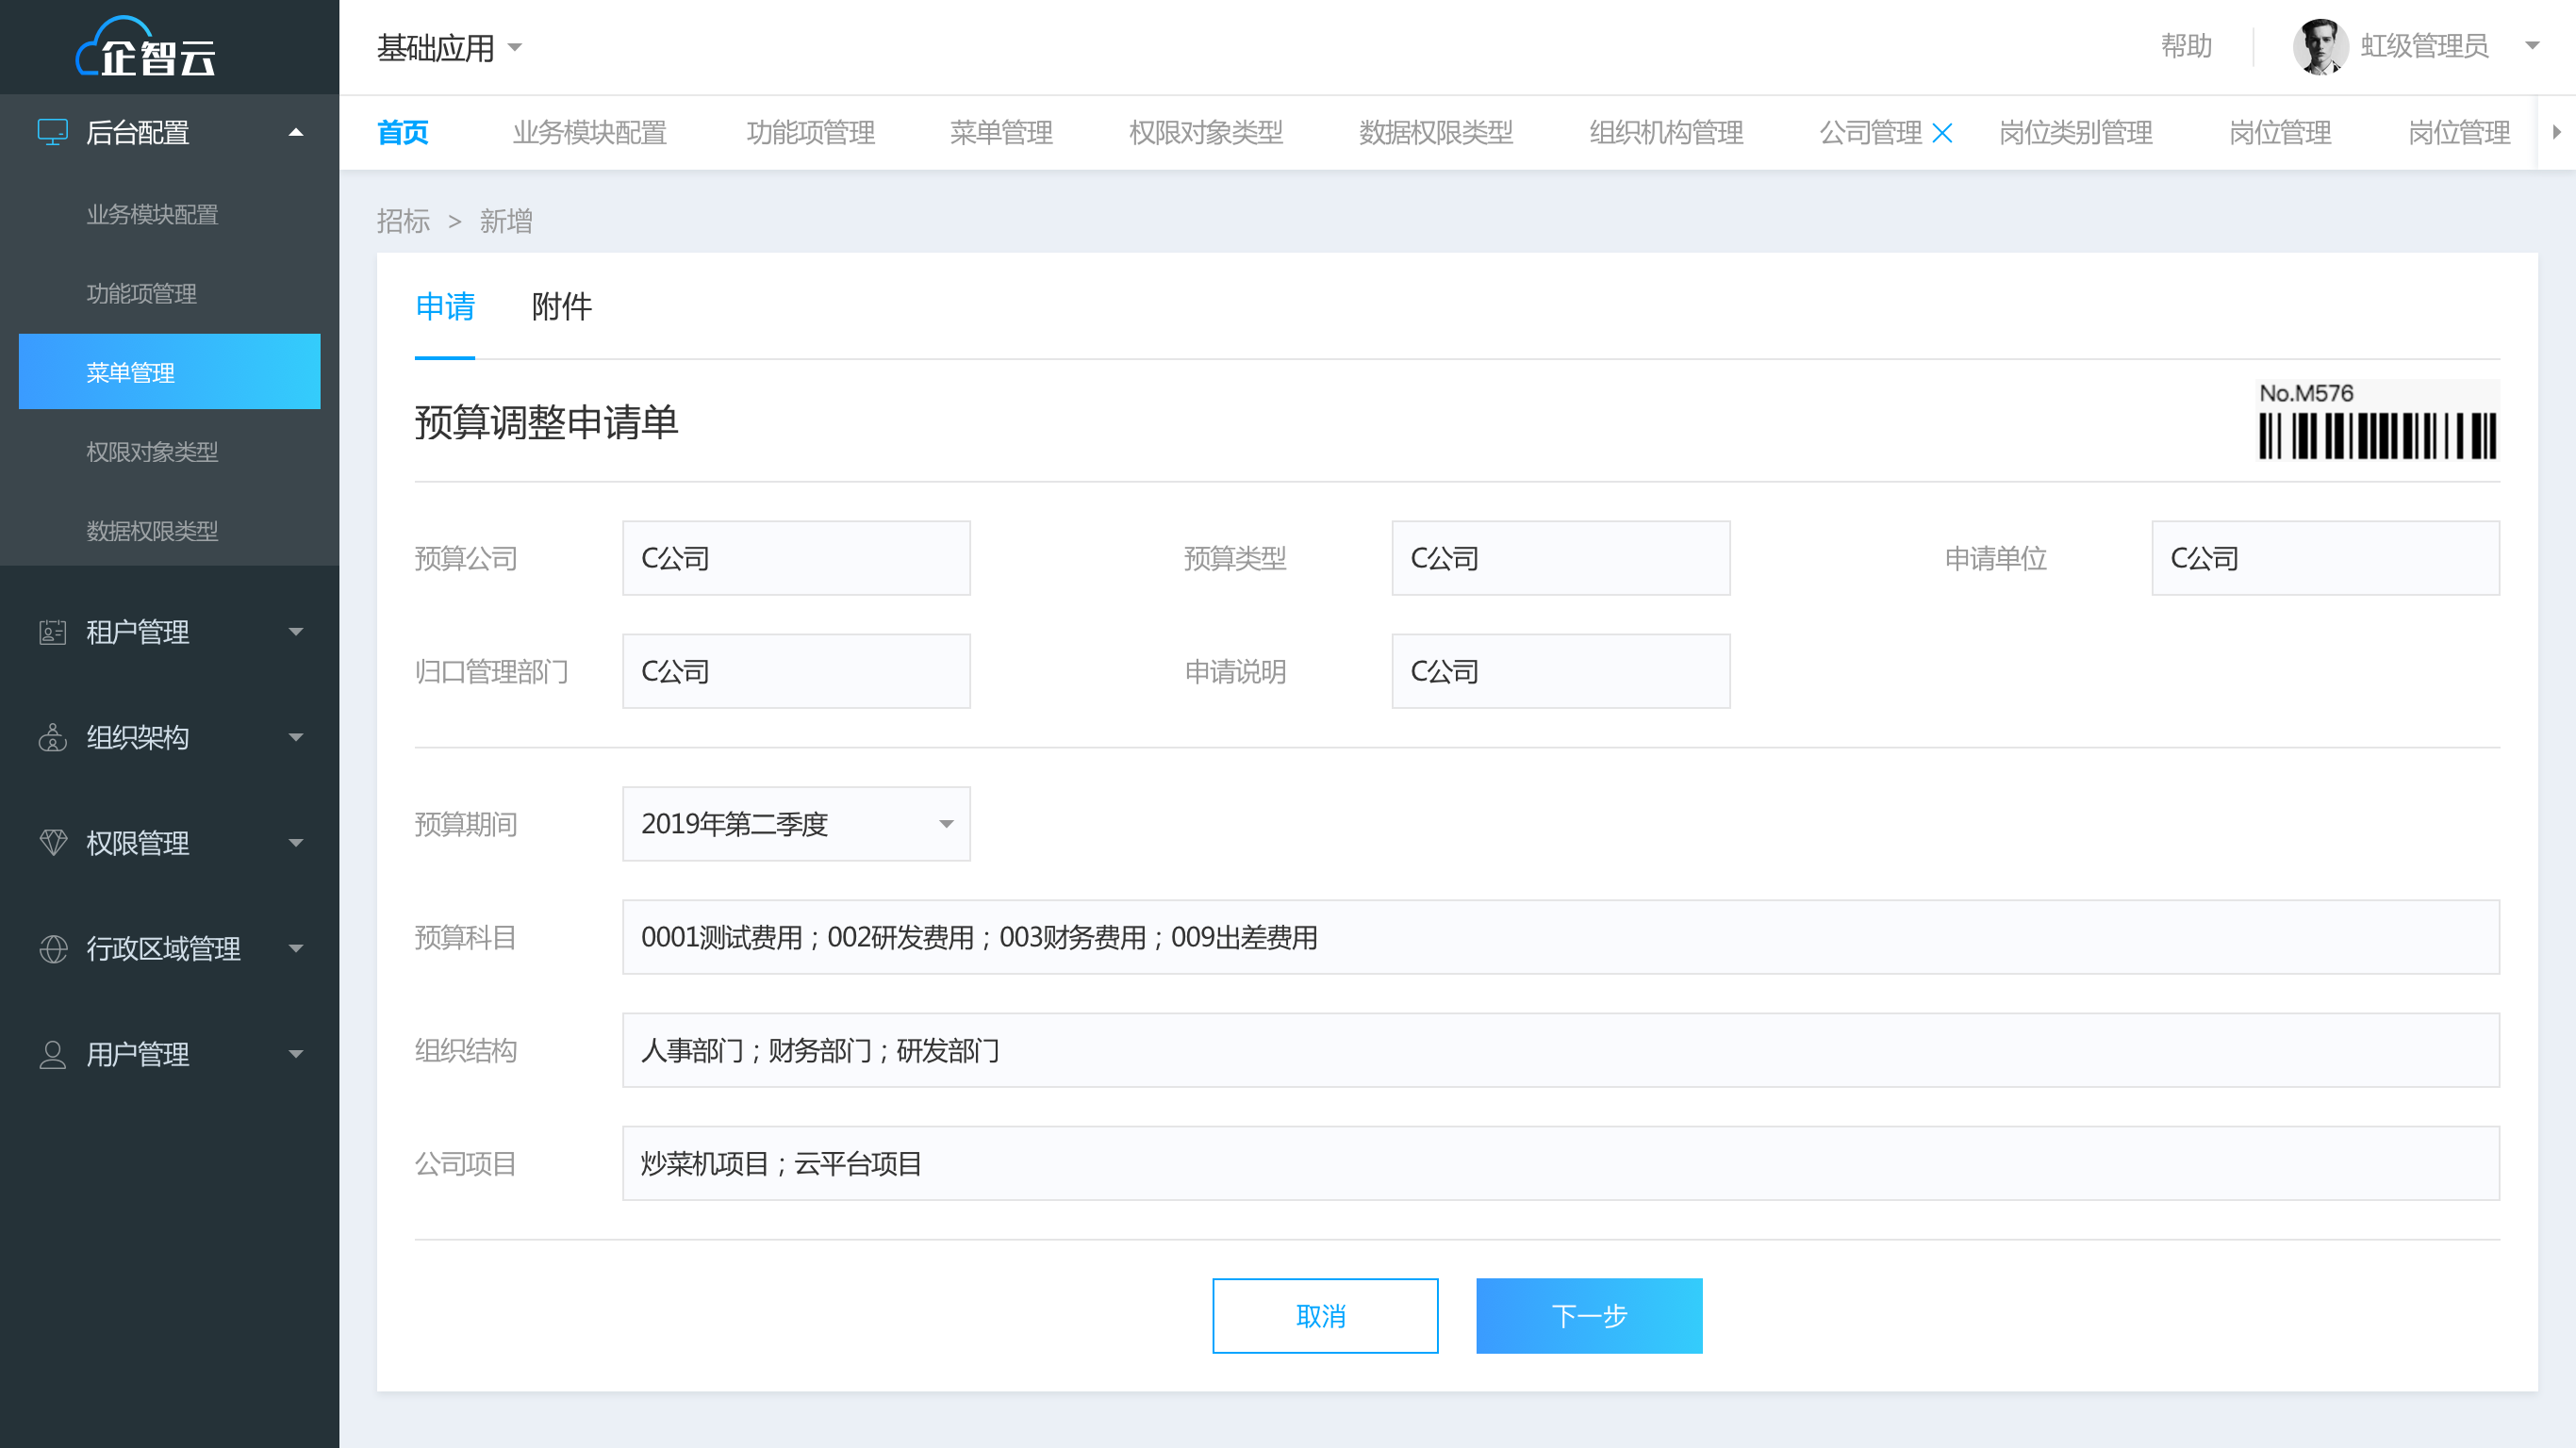 企智云
基础应用
帮助
虹级管理员
后台配置
业务模块配置
功能项管理
菜单管理
权限对象类型
数据权限类型
租户管理
组织架构
权限管理
行政区域管理
用户管理
首页 业务模块配置 功能项管理 菜单管理 权限对象类型 数据权限类型 组织机构管理 公司管理 岗位类别管理 岗位管理 岗位管理
招标 > 新增
申请 附件
预算调整申请单
No.M576
预算公司 C公司 预算类型 C公司 申请单位 C公司
归口管理部门 C公司 申请说明 C公司
预算期间 2019年第二季度
预算科目 0001测试费用；002研发费用；003财务费用；009出差费用
组织结构 人事部门；财务部门；研发部门
公司项目 炒菜机项目；云平台项目
取消 下一步